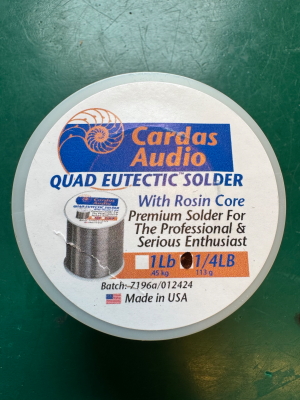 Cardas
Audio
QUAD EUTECTIC™ SOLDER
With Rosin Core
Premium Solder For
The Professional &
Serious Enthusiast
1Lb 1/4LB
.45 kg 113 g
Batch:-7196a/012424
Made in USA